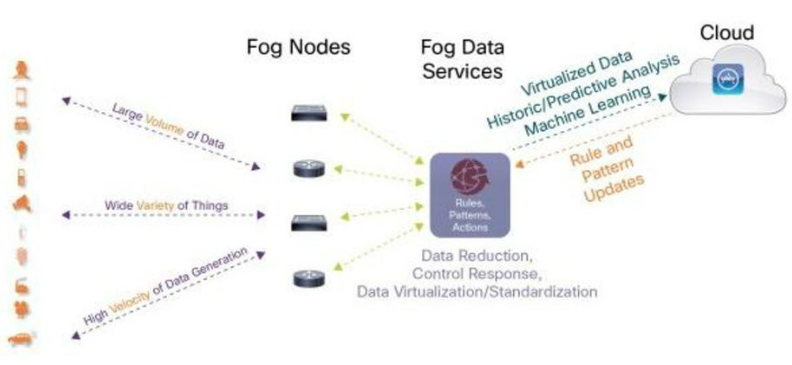 Fog Nodes
Fog Data
Services
Cloud
Virtualized Data
Historic/Predictive Analysis
Machine Learning
Rule and
Pattern
Updates
Large Volume of Data
Wide Variety of Things
High Velocity of Data Generation
Rules,
Patterns,
Actions
Data Reduction,
Control Response,
Data Virtualization/Standardization